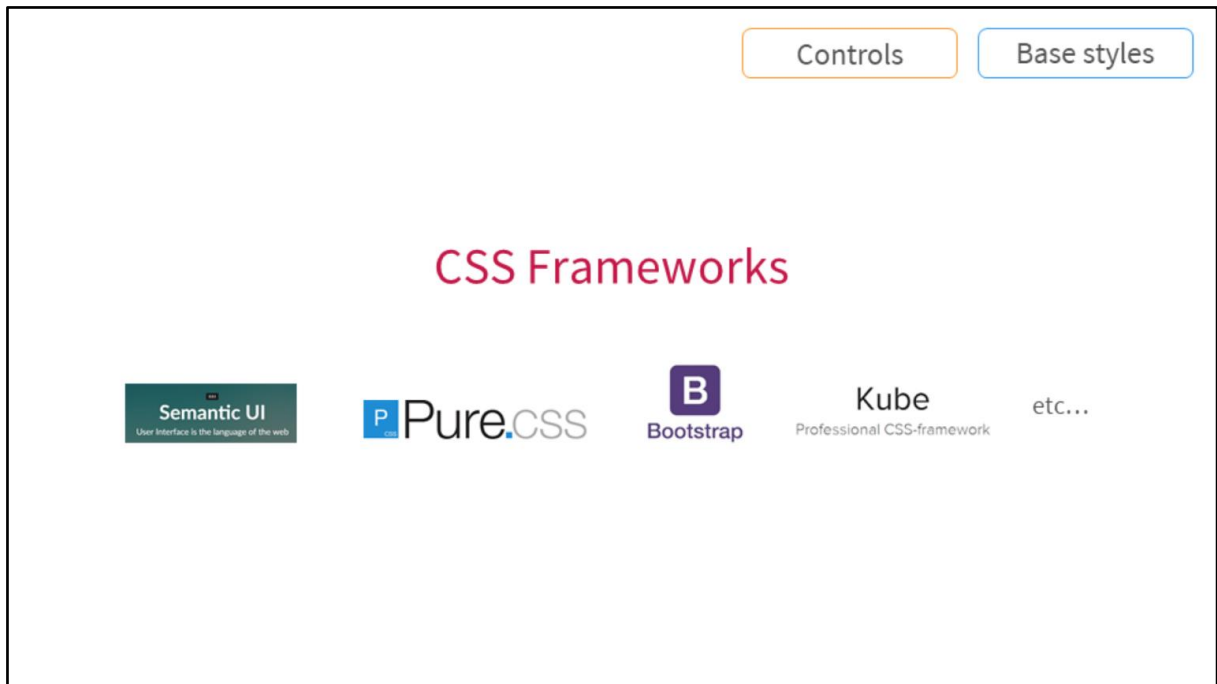 Controls
Base styles
CSS Frameworks
Semantic UI
User Interface is the language of the web
P
css
Pure.css
B
Bootstrap
Kube
Professional CSS-framework
etc...